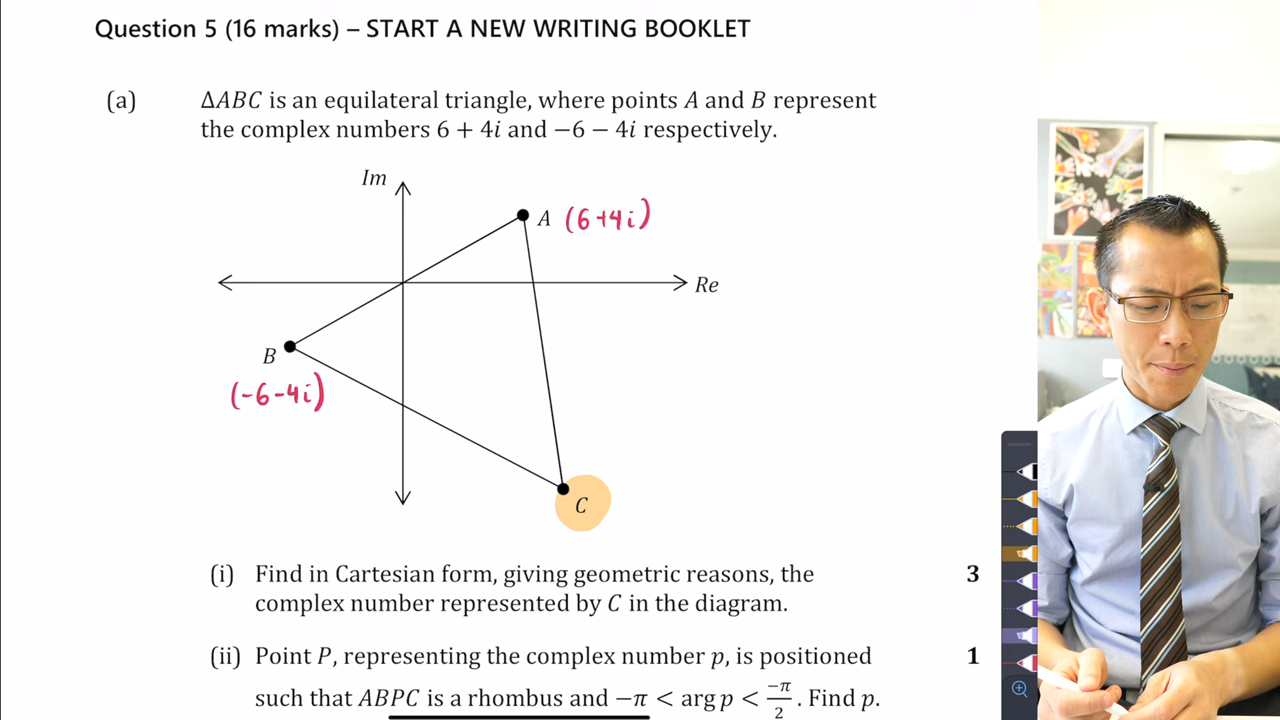 Question 5 (16 marks) – START A NEW WRITING BOOKLET
(a) ΔABC is an equilateral triangle, where points A and B represent
the complex numbers 6 + 4i and −6 − 4i respectively.
Im
A (6+4i)
Re
B
(-6-4i)
C
(i) Find in Cartesian form, giving geometric reasons, the 3
complex number represented by C in the diagram.
(ii) Point P, representing the complex number p, is positioned 1
such that ABPC is a rhombus and −π < arg p < −π/2. Find p.